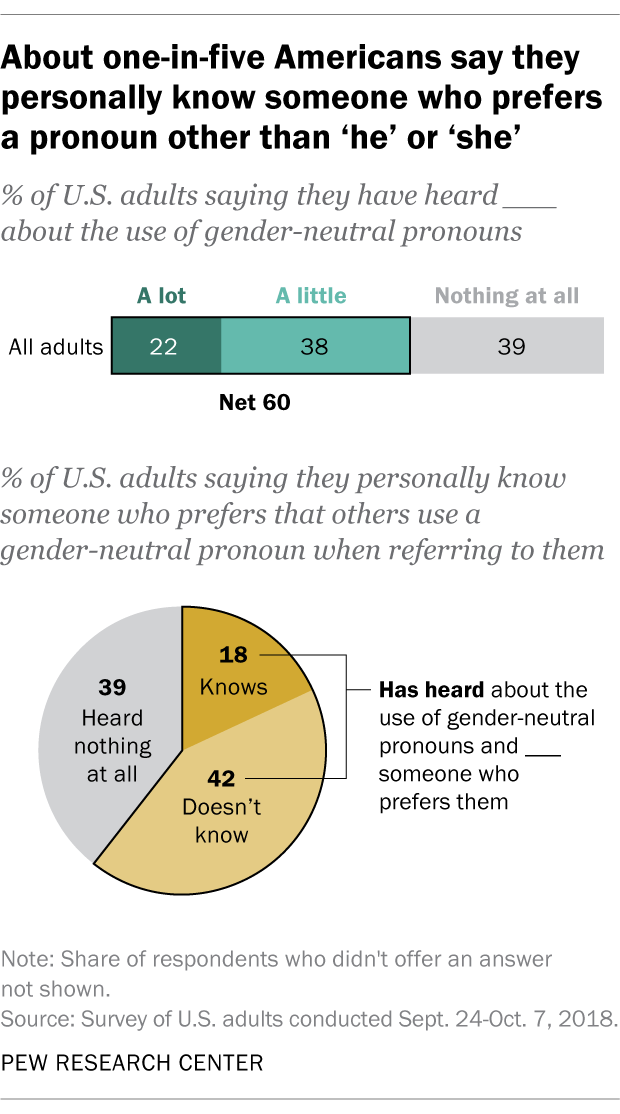 About one-in-five Americans say they
personally know someone who prefers
a pronoun other than ‘he’ or ‘she’
% of U.S. adults saying they have heard ___
about the use of gender-neutral pronouns
A lot A little Nothing at all
All adults 22 38 39
Net 60
% of U.S. adults saying they personally know
someone who prefers that others use a
gender-neutral pronoun when referring to them
18
Knows
39
Heard
nothing
at all
42
Doesn’t
know
Has heard about the
use of gender-neutral
pronouns and ___
someone who
prefers them
Note: Share of respondents who didn't offer an answer
not shown.
Source: Survey of U.S. adults conducted Sept. 24-Oct. 7, 2018.
PEW RESEARCH CENTER